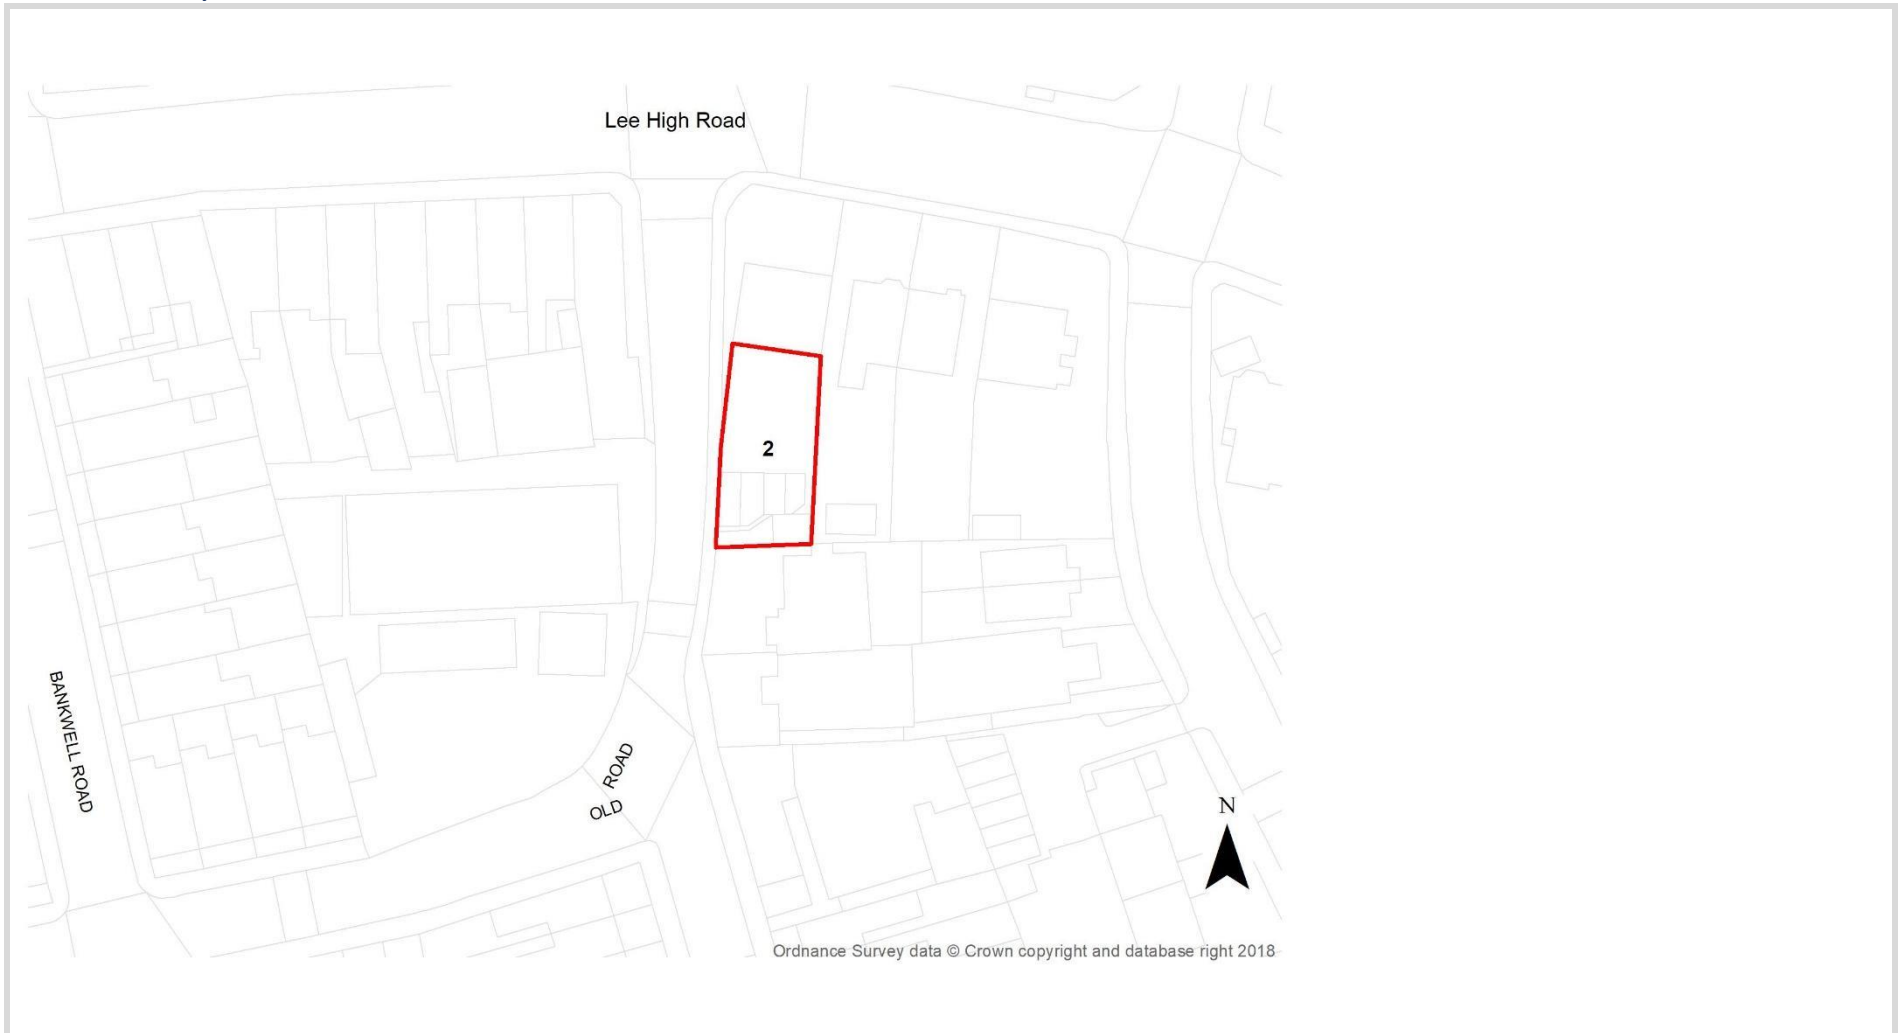 Lee High Road
2
BANKWELL ROAD
ROAD
OLD
N
Ordnance Survey data © Crown copyright and database right 2018